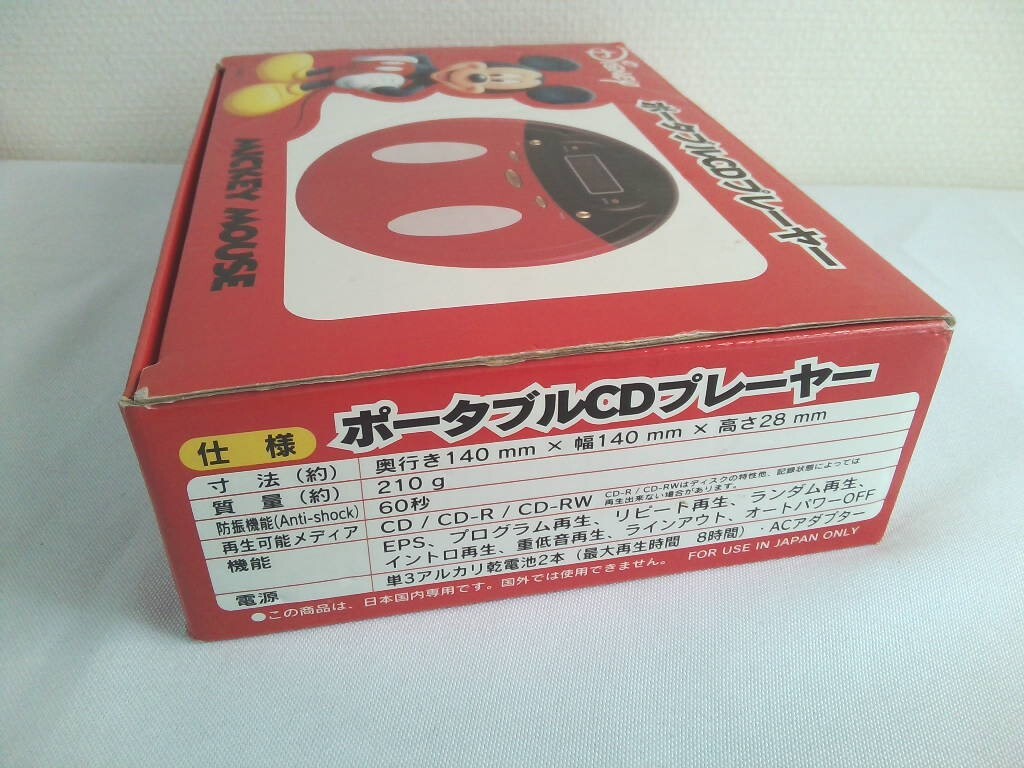 Disney
ポータブルCDプレーヤー
MICKEY MOUSE
仕様
ポータブルCDプレーヤー
寸法(約) 奥行き140 mm × 幅140 mm × 高さ28 mm
質量(約) 210 g
防振機能(Anti-shock) 60秒
再生可能メディア CD / CD-R / CD-RW CD-R / CD-RWはディスクの特性他、記録状態によっては
再生出来ない場合があります。
機能 EPS、プログラム再生、リピート再生、ランダム再生、
イントロ再生、重低音再生、ラインアウト、オートパワーOFF
電源 単3アルカリ乾電池2本(最大再生時間 8時間)・ACアダプター
●この商品は、日本国内専用です。国外では使用できません。 FOR USE IN JAPAN ONLY